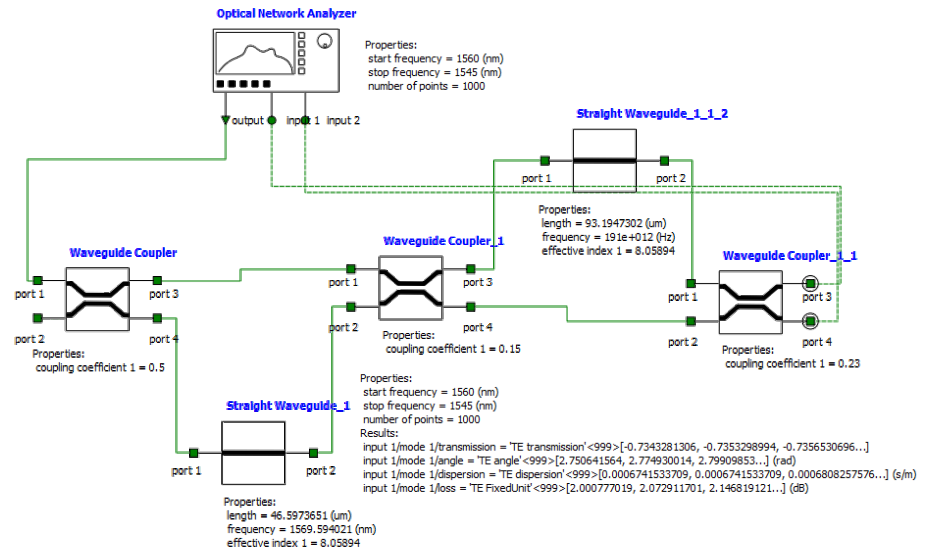 Optical Network Analyzer
Properties:
start frequency = 1560 (nm)
stop frequency = 1545 (nm)
number of points = 1000
output input 1 input 2
Straight Waveguide_1_1_2
port 1 port 2
Properties:
length = 93.1947302 (um)
frequency = 191e+012 (Hz)
effective index 1 = 8.05894
Waveguide Coupler
port 1 port 3
port 2 port 4
Properties:
coupling coefficient 1 = 0.5
Waveguide Coupler_1
port 1 port 3
port 2 port 4
Properties:
coupling coefficient 1 = 0.15
Waveguide Coupler_1_1
port 1 port 3
port 2 port 4
Properties:
coupling coefficient 1 = 0.23
Straight Waveguide_1
port 1 port 2
Properties:
length = 46.5973651 (um)
frequency = 1569.594021 (nm)
effective index 1 = 8.05894
Properties:
start frequency = 1560 (nm)
stop frequency = 1545 (nm)
number of points = 1000
Results:
input 1/mode 1/transmission = 'TE transmission'<999>[-0.7343281306, -0.7353298994, -0.7356530696...]
input 1/mode 1/angle = 'TE angle'<999>[2.750641564, 2.774930014, 2.79909853...] (rad)
input 1/mode 1/dispersion = 'TE dispersion'<999>[0.0006741533709, 0.0006741533709, 0.0006808257576...] (s/m)
input 1/mode 1/loss = 'TE FixedUnit'<999>[2.000777019, 2.072911701, 2.146819121...] (dB)